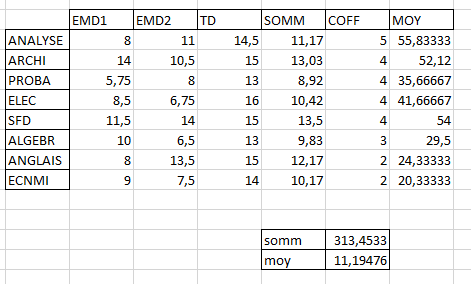 EMD1 EMD2 TD SOMM COFF MOY
ANALYSE 8 11 14,5 11,17 5 55,83333
ARCHI 14 10,5 15 13,03 4 52,12
PROBA 5,75 8 13 8,92 4 35,66667
ELEC 8,5 6,75 16 10,42 4 41,66667
SFD 11,5 14 15 13,5 4 54
ALGEBR 10 6,5 13 9,83 3 29,5
ANGLAIS 8 13,5 15 12,17 2 24,33333
ECNMI 9 7,5 14 10,17 2 20,33333
somm 313,4533
moy 11,19476